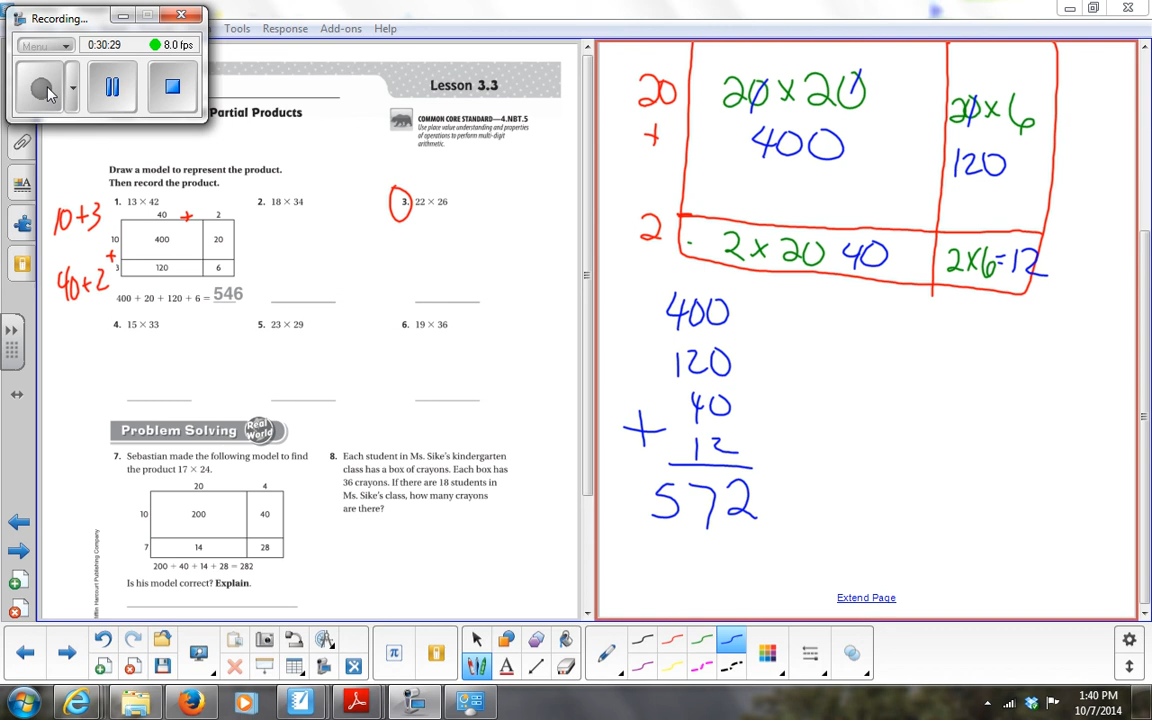 Recording...
Menu
0:30:29
8.0 fps
Tools Response Add-ons Help
Lesson 3.3
Partial Products
COMMON CORE STANDARD—4.NBT.5
Use place value understanding and properties
of operations to perform multi-digit
arithmetic.
Draw a model to represent the product.
Then record the product.
1. 13 × 42
2. 18 × 34
3. 22 × 26
10+3
40 + 2
10 400 20
+
40+2
3 120 6
400 + 20 + 120 + 6 = 546
4. 15 × 33
5. 23 × 29
6. 19 × 36
Problem Solving Real World
7. Sebastian made the following model to find
the product 17 × 24.
20 4
10 200 40
7 14 28
200 + 40 + 14 + 28 = 282
Is his model correct? Explain.
8. Each student in Ms. Sike's kindergarten
class has a box of crayons. Each box has
36 crayons. If there are 18 students in
Ms. Sike's class, how many crayons
are there?
20 20 × 20 20 × 6
+ 400 120
2 2 × 20 40 2×6=12
400
120
40
+ 12
572
Extend Page
1:40 PM
10/7/2014